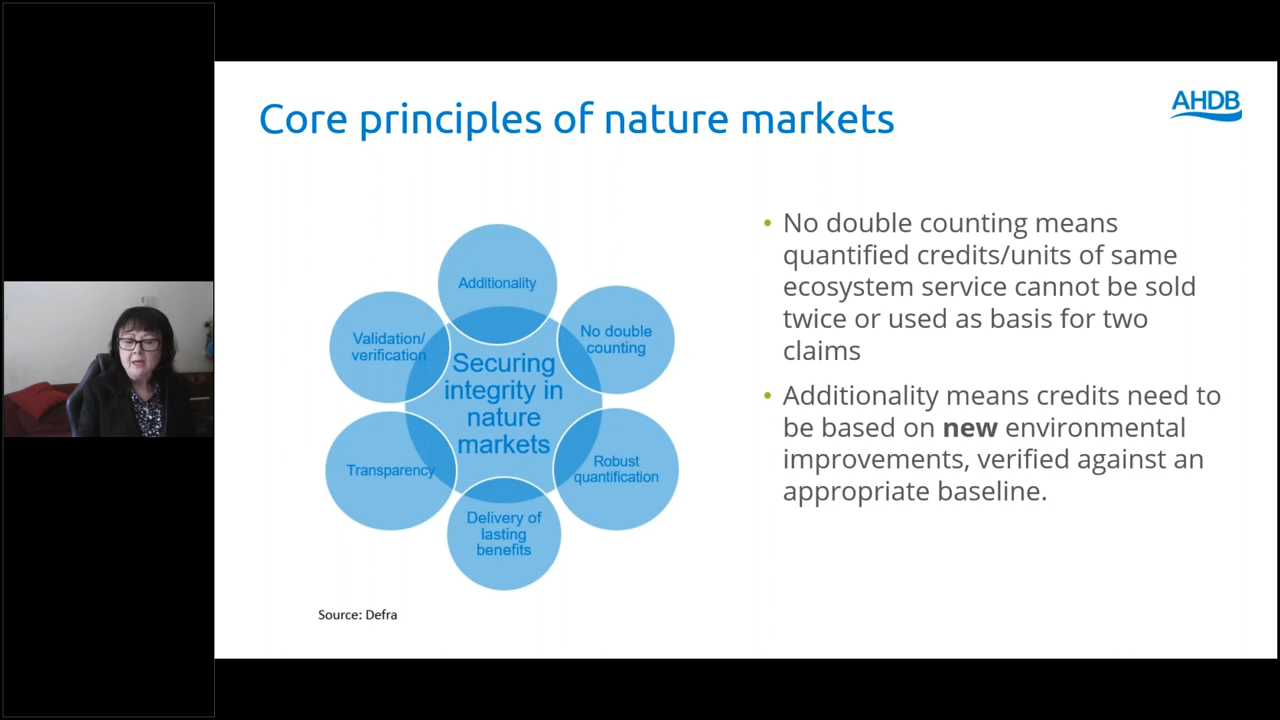 Core principles of nature markets
AHDB
Additionality
No double
counting
Robust
quantification
Delivery of
lasting
benefits
Transparency
Validation/
verification
Securing
integrity in
nature
markets
Source: Defra
• No double counting means
quantified credits/units of same
ecosystem service cannot be sold
twice or used as basis for two
claims
• Additionality means credits need to
be based on new environmental
improvements, verified against an
appropriate baseline.